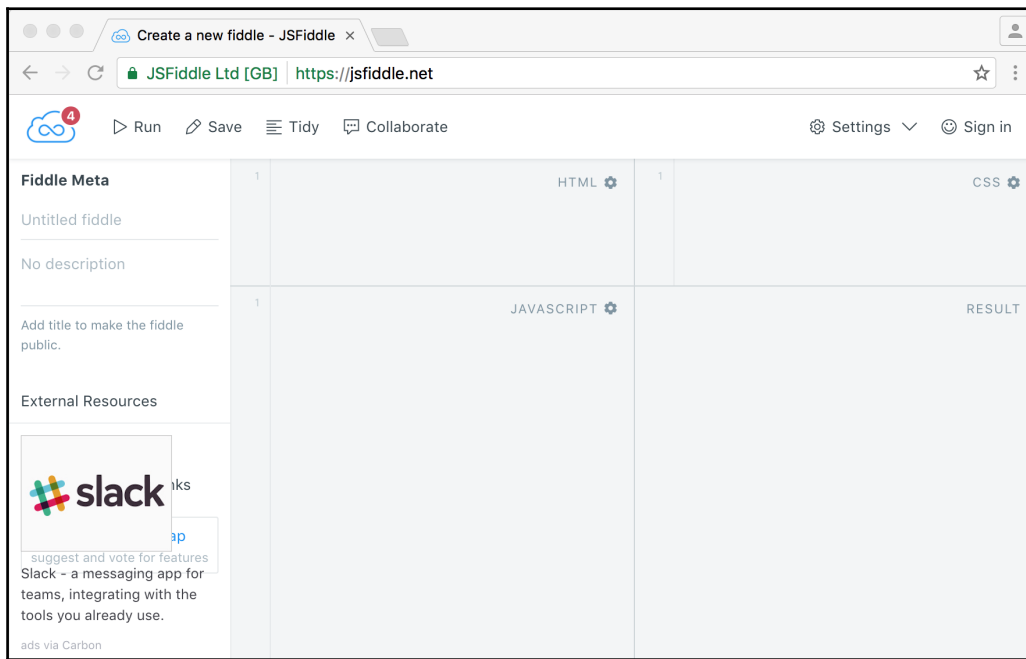 Create a new fiddle - JSFiddle ×
JSFiddle Ltd [GB] https://jsfiddle.net
4 Run Save Tidy Collaborate Settings Sign in
Fiddle Meta
Untitled fiddle
No description
Add title to make the fiddle
public.
External Resources
slack
nks
ap
suggest and vote for features
Slack - a messaging app for
teams, integrating with the
tools you already use.
ads via Carbon
1 HTML
1 CSS
1 JAVASCRIPT
RESULT